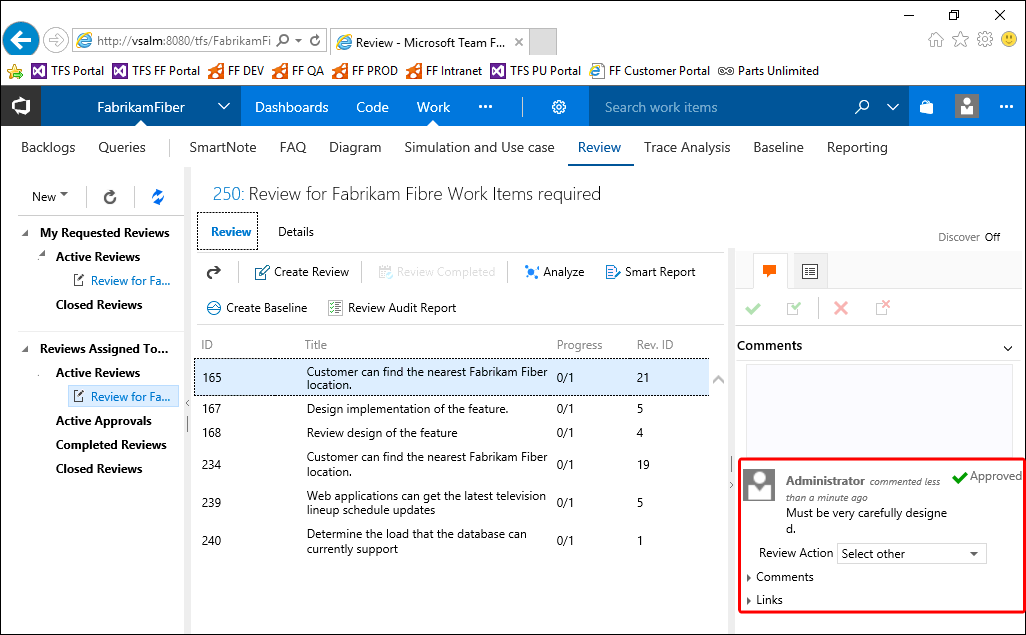 http://vsalm:8080/tfs/FabrikamFi
Review - Microsoft Team F...
TFS Portal TFS FF Portal FF DEV FF QA FF PROD FF Intranet TFS PU Portal FF Customer Portal Parts Unlimited
FabrikamFiber Dashboards Code Work ... Search work items ...
Backlogs Queries SmartNote FAQ Diagram Simulation and Use case Review Trace Analysis Baseline Reporting
New
My Requested Reviews
Active Reviews
Review for Fa...
Closed Reviews
Reviews Assigned To...
Active Reviews
Review for Fa...
Active Approvals
Completed Reviews
Closed Reviews
250: Review for Fabrikam Fibre Work Items required
Review Details
Discover Off
Create Review Review Completed Analyze Smart Report
Create Baseline Review Audit Report
ID Title Progress Rev. ID
165 Customer can find the nearest Fabrikam Fiber location. 0/1 21
167 Design implementation of the feature. 0/1 5
168 Review design of the feature 0/1 4
234 Customer can find the nearest Fabrikam Fiber location. 0/1 19
239 Web applications can get the latest television lineup schedule updates 0/1 5
240 Determine the load that the database can currently support 0/1 1
Comments
Administrator commented less Approved
than a minute ago
Must be very carefully designe
d.
Review Action Select other
Comments
Links